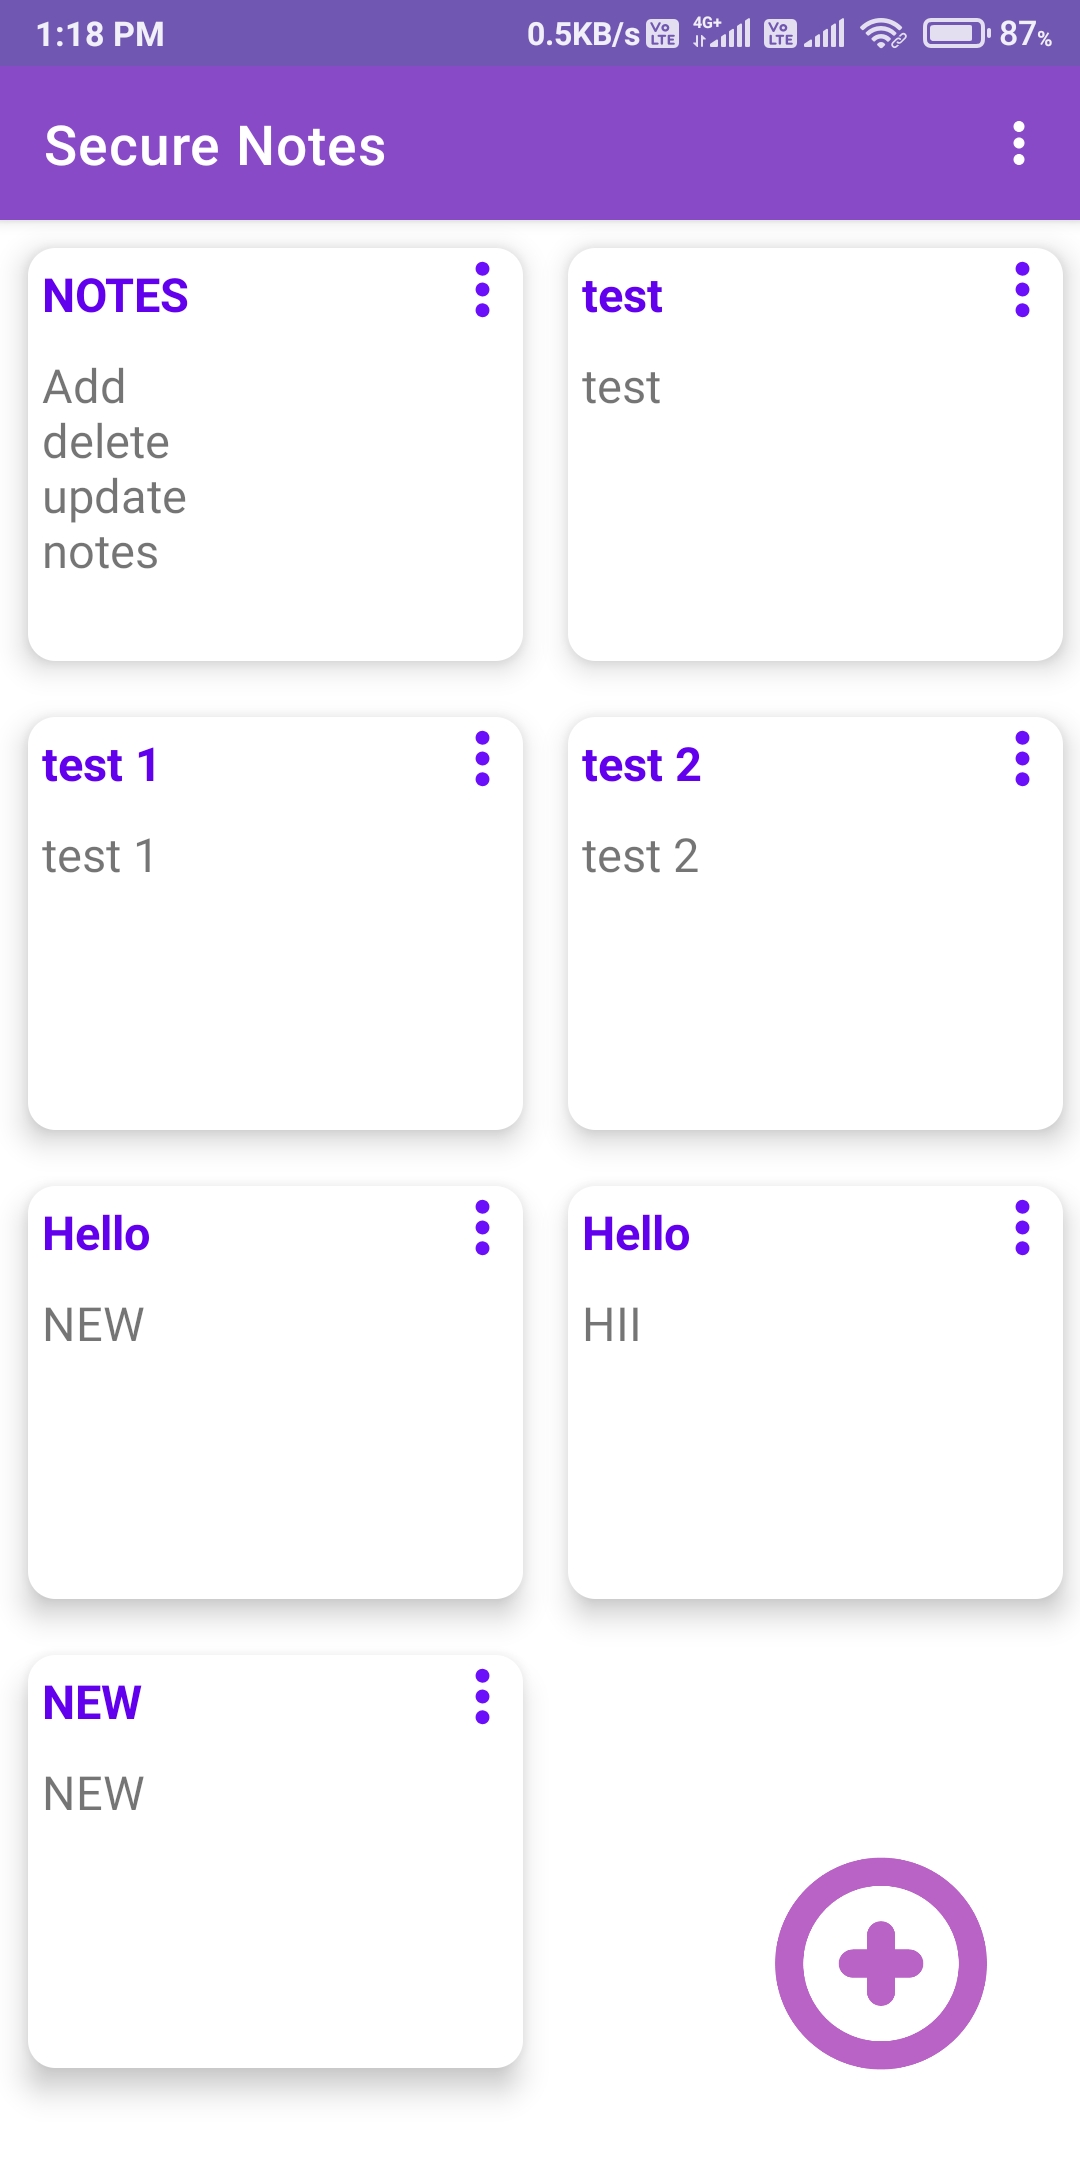 1:18 PM 0.5KB/s Vo LTE 4G+ Vo LTE 87%
Secure Notes
NOTES
Add
delete
update
notes
test
test
test 1
test 1
test 2
test 2
Hello
NEW
Hello
HII
NEW
NEW